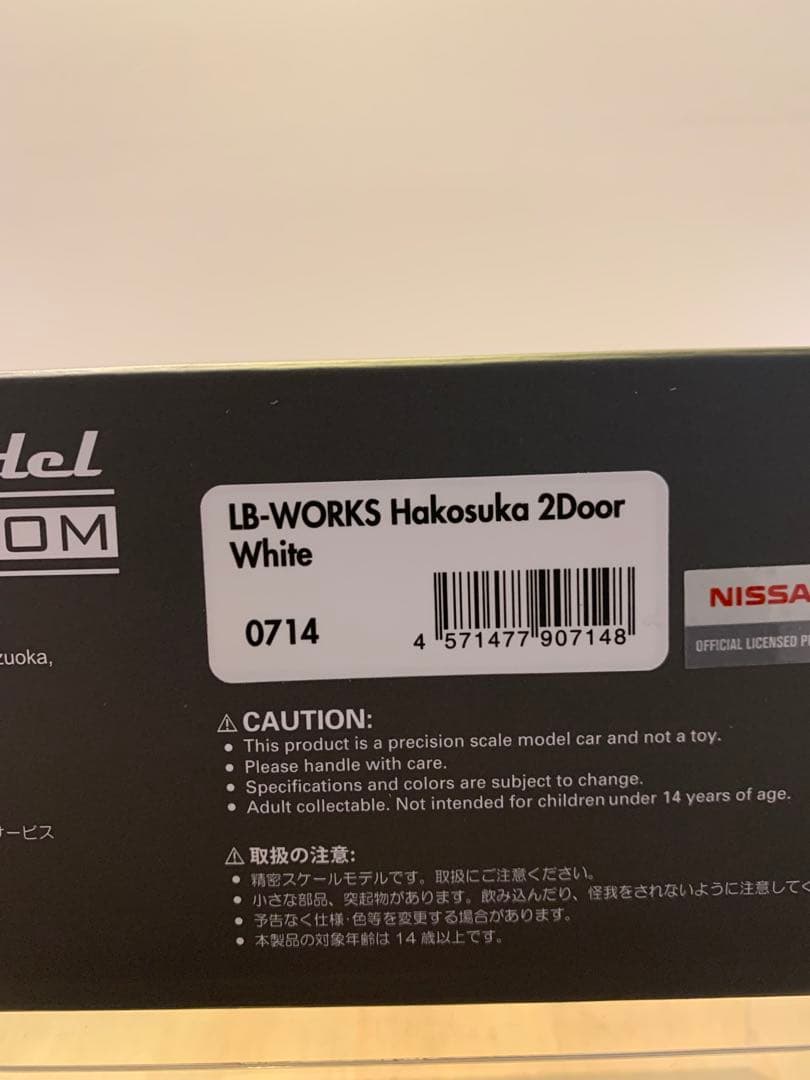 del
OM
LB-WORKS Hakosuka 2Door
White
0714
4 571477 907148
NISSA
OFFICIAL LICENSED P
zuoka,
⚠ CAUTION:
● This product is a precision scale model car and not a toy.
● Please handle with care.
● Specifications and colors are subject to change.
● Adult collectable. Not intended for children under 14 years of age.
サービス
⚠ 取扱の注意:
● 精密スケールモデルです。取扱にご注意ください。
● 小さな部品、突起物があります。飲み込んだり、怪我をされないように注意してく
● 予告なく仕様・色等を変更する場合があります。
● 本製品の対象年齢は 14 歳以上です。